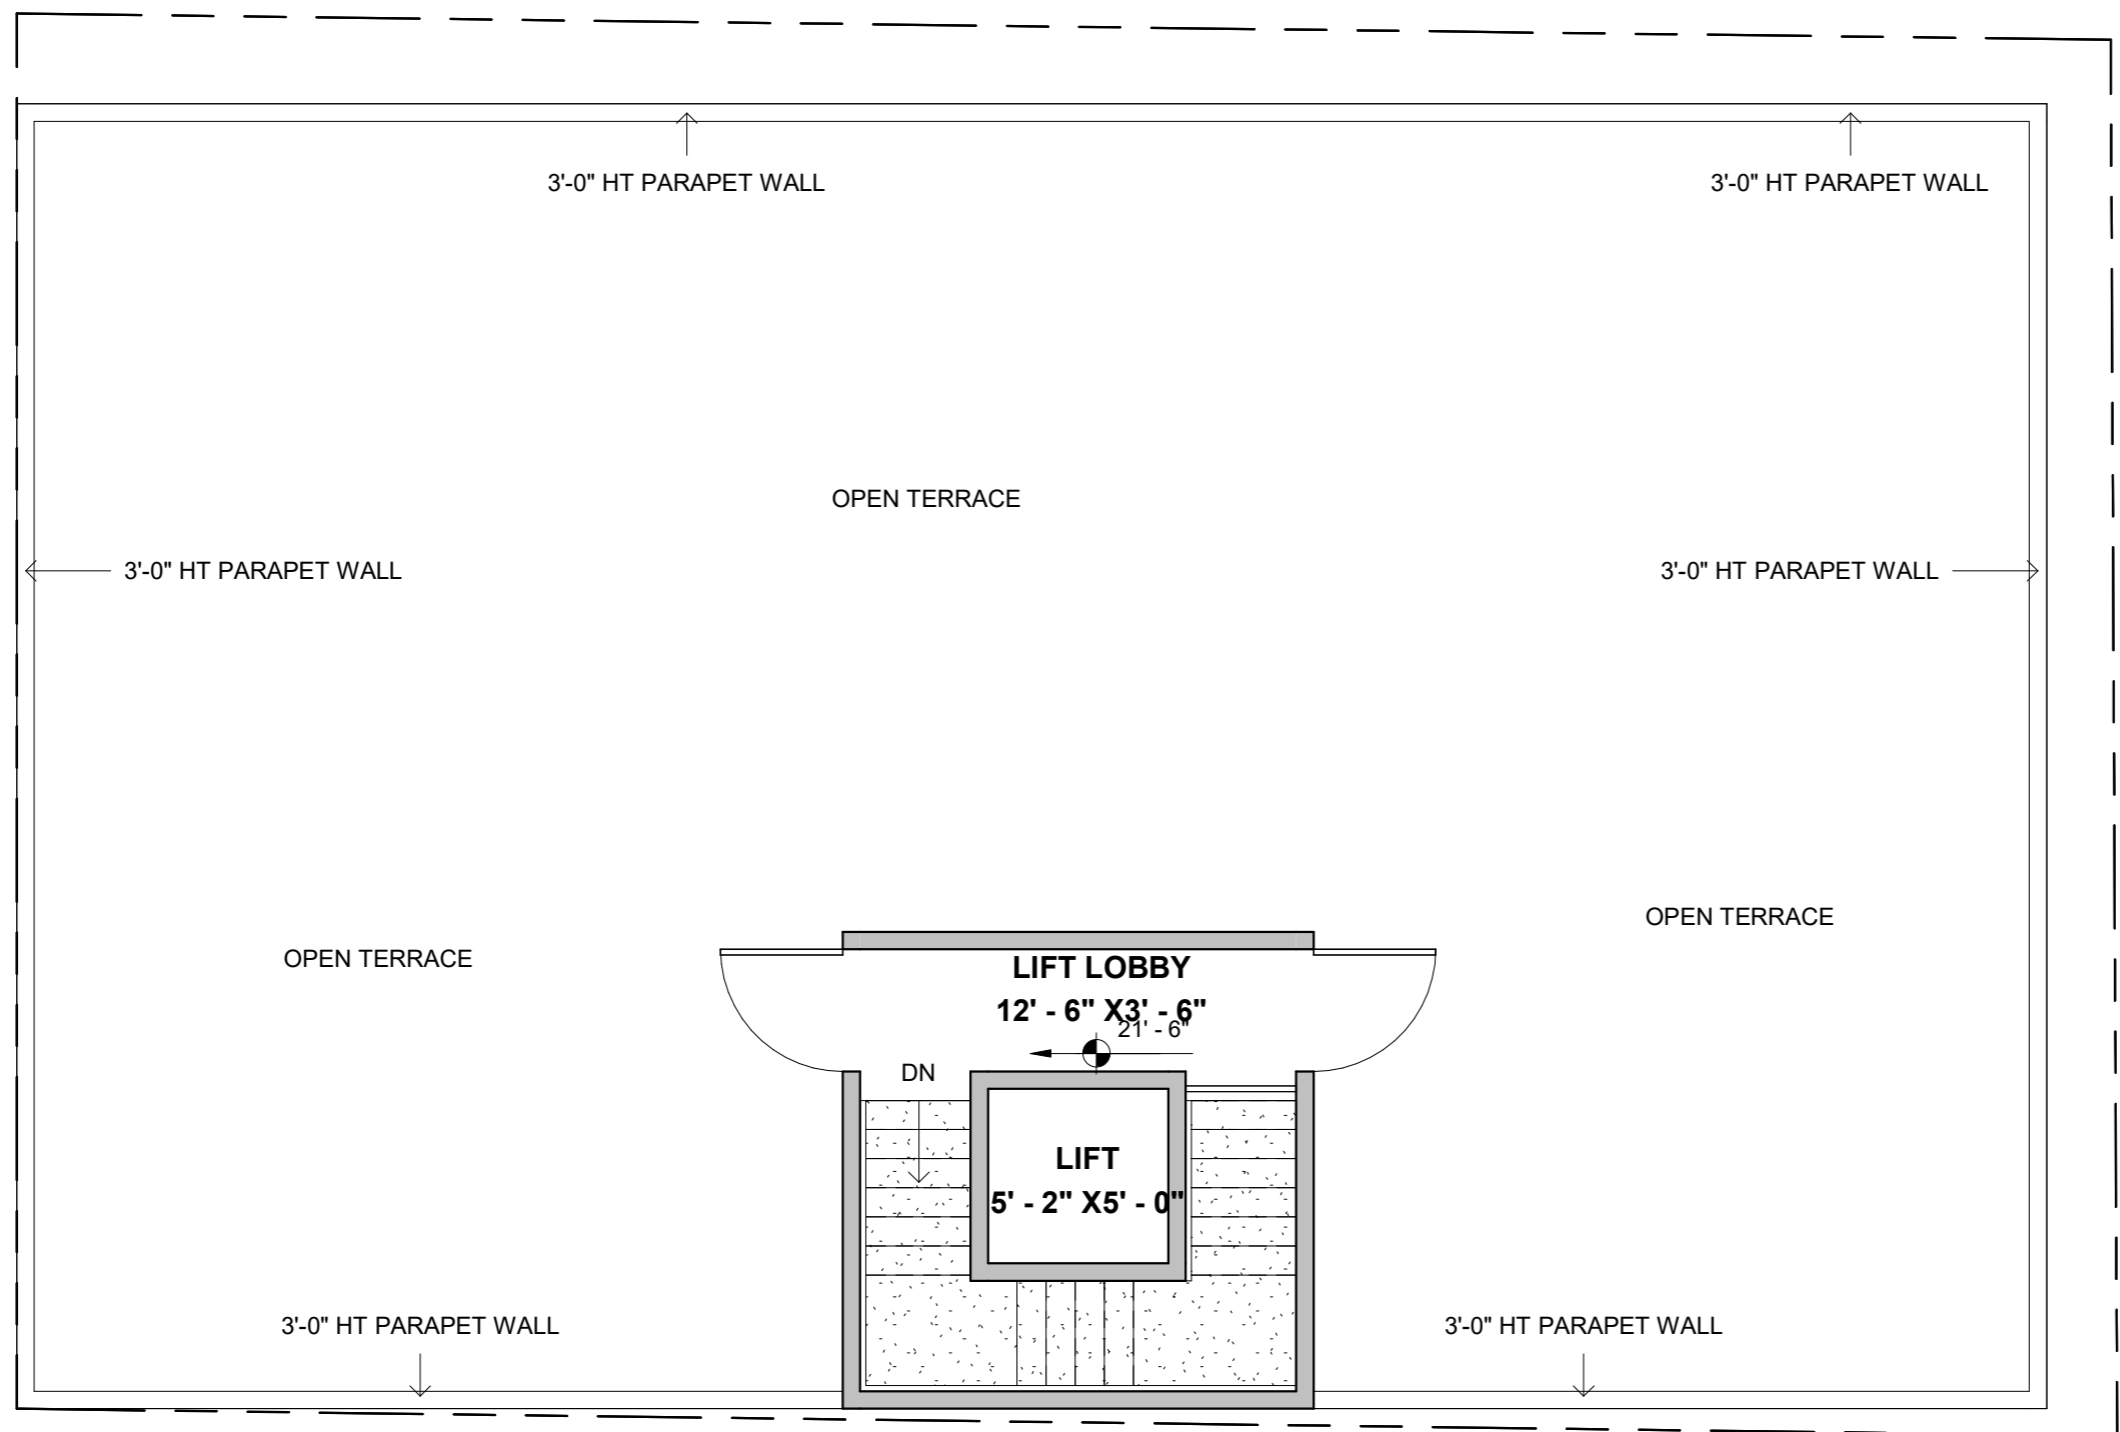 3'-0" HT PARAPET WALL
3'-0" HT PARAPET WALL
OPEN TERRACE
3'-0" HT PARAPET WALL
3'-0" HT PARAPET WALL
OPEN TERRACE
OPEN TERRACE
LIFT LOBBY
12' - 6" X3' - 6"
21' - 6"
DN
LIFT
5' - 2" X5' - 0"
3'-0" HT PARAPET WALL
3'-0" HT PARAPET WALL